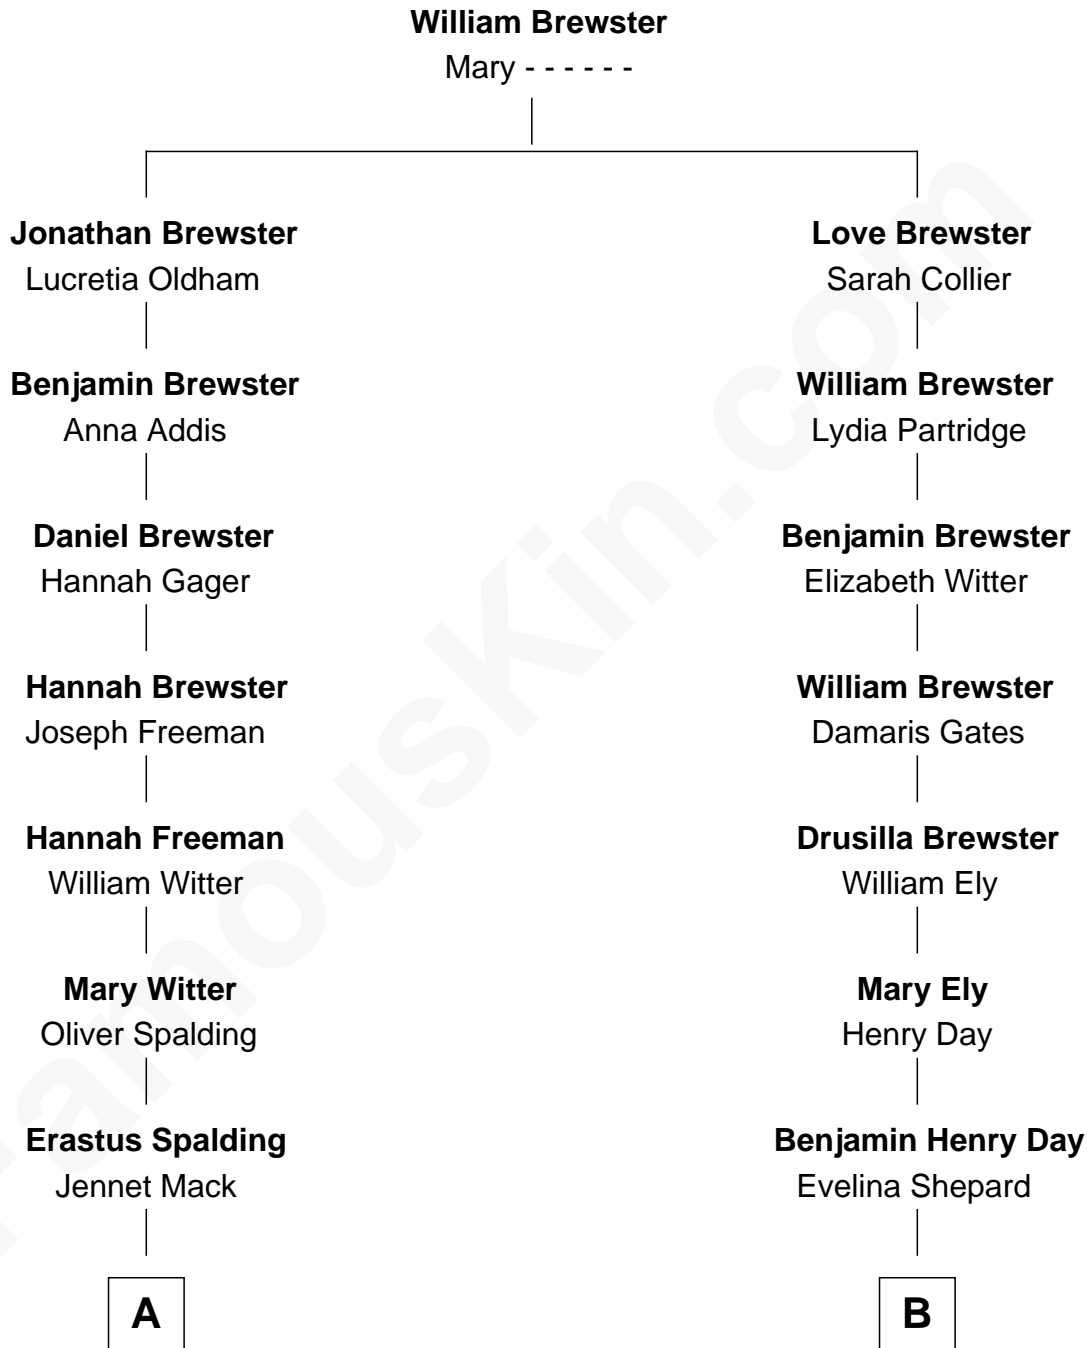 William Brewster
Mary - - - - - -
Jonathan Brewster
Lucretia Oldham
Love Brewster
Sarah Collier
Benjamin Brewster
Anna Addis
William Brewster
Lydia Partridge
Daniel Brewster
Hannah Gager
Benjamin Brewster
Elizabeth Witter
Hannah Brewster
Joseph Freeman
William Brewster
Damaris Gates
Hannah Freeman
William Witter
Drusilla Brewster
William Ely
Mary Witter
Oliver Spalding
Mary Ely
Henry Day
Erastus Spalding
Jennet Mack
Benjamin Henry Day
Evelina Shepard
A
B
FamousKin.com